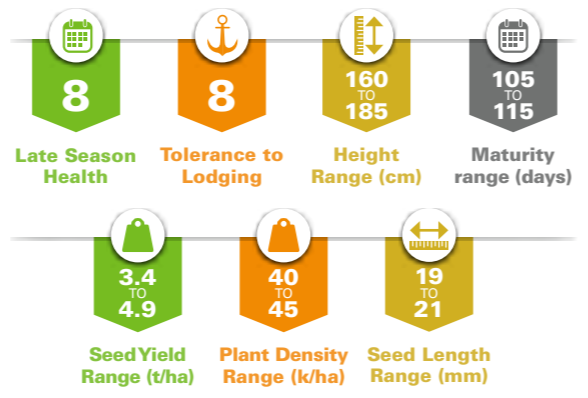 8
Late Season
Health
8
Tolerance to
Lodging
160
TO
185
Height
Range (cm)
105
TO
115
Maturity
range (days)
3.4
TO
4.9
Seed Yield
Range (t/ha)
40
TO
45
Plant Density
Range (k/ha)
19
TO
21
Seed Length
Range (mm)